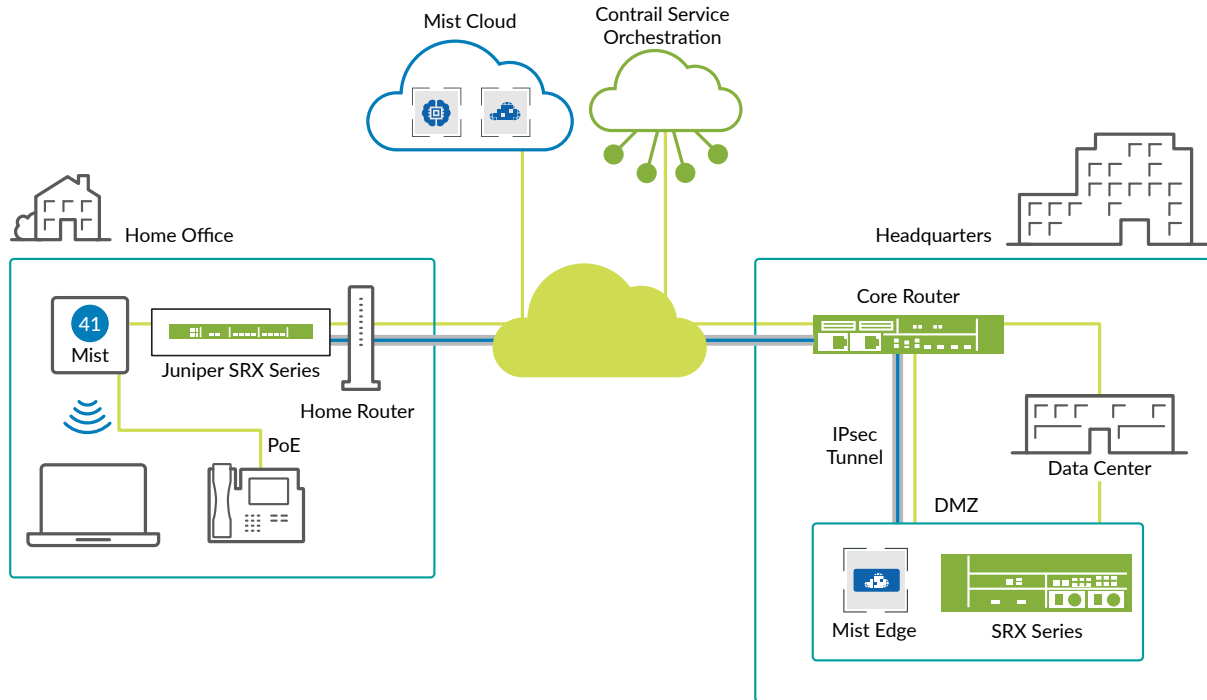 Mist Cloud
Contrail Service
Orchestration
Home Office
Headquarters
41
Mist
Juniper SRX Series
Home Router
PoE
Core Router
IPsec
Tunnel
Data Center
DMZ
Mist Edge
SRX Series